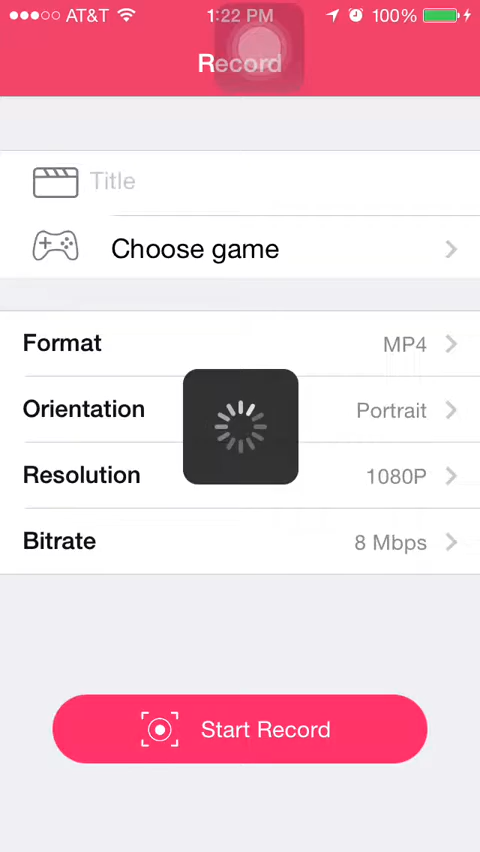 AT&T 1:22 PM 100%
Record
Title
Choose game
Format MP4
Orientation Portrait
Resolution 1080P
Bitrate 8 Mbps
Start Record